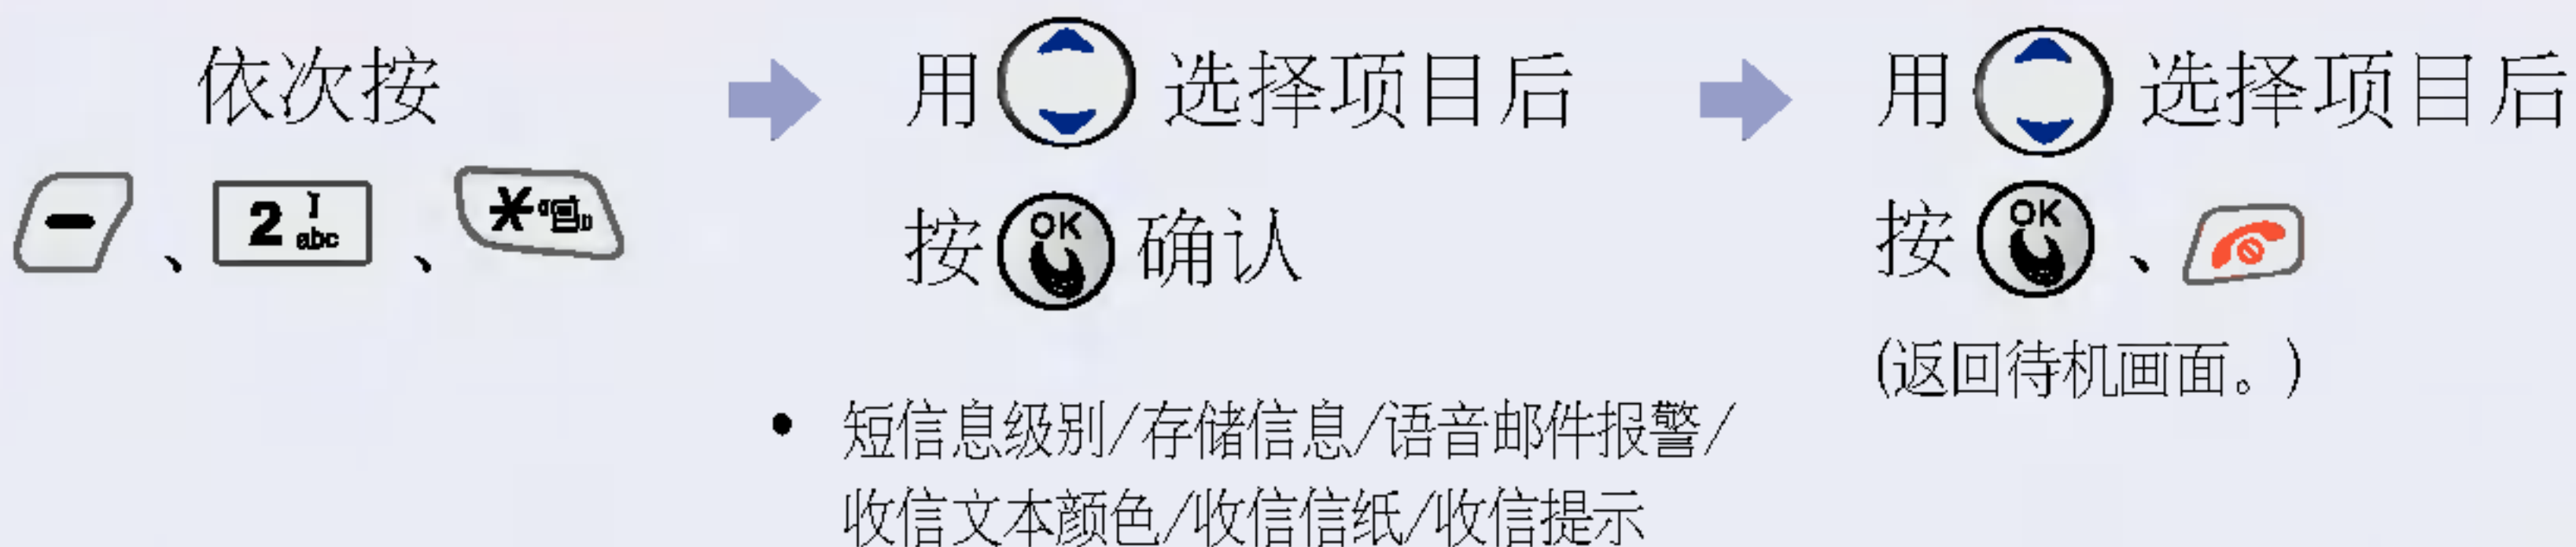 依次按
－、2 abc、*
用 选择项目后
按 OK 确认
• 短信息级别/存储信息/语音邮件报警/
收信文本颜色/收信信纸/收信提示
用 选择项目后
按 OK 、
(返回待机画面。)